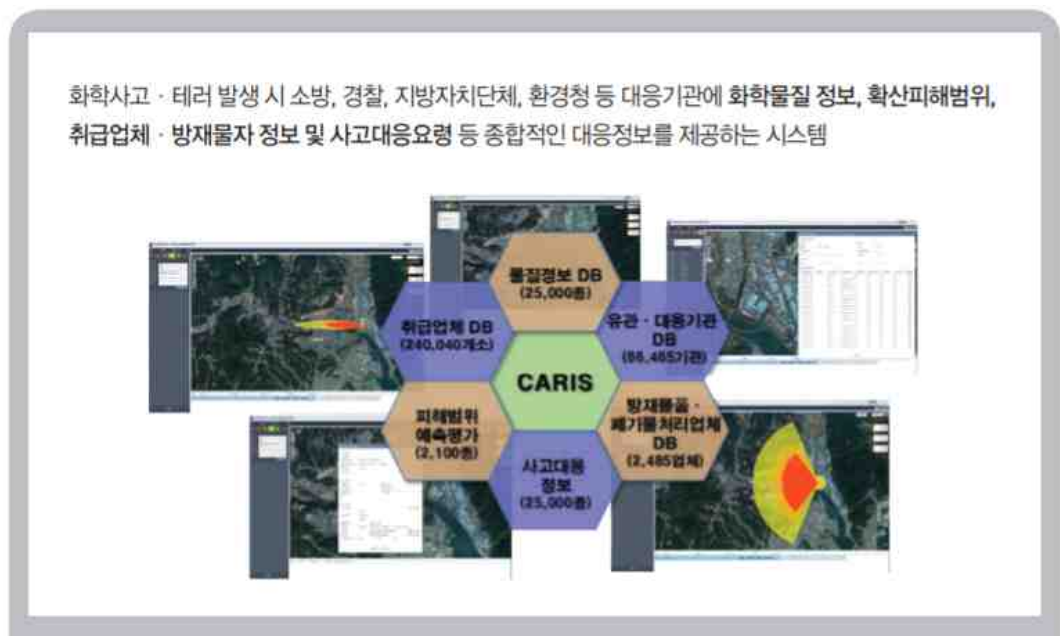 화학사고 · 테러 발생 시 소방, 경찰, 지방자치단체, 환경청 등 대응기관에 화학물질 정보, 확산피해범위,
취급업체 · 방재물자 정보 및 사고대응요령 등 종합적인 대응정보를 제공하는 시스템
물질정보 DB
(25,000종)
취급업체 DB
(240,040개소)
유관 · 대응기관
DB
(66,465기관)
CARIS
피해범위
예측평가
(2,100종)
방재물품 ·
폐기물처리업체
DB
(2,485업체)
사고대응
정보
(25,000종)